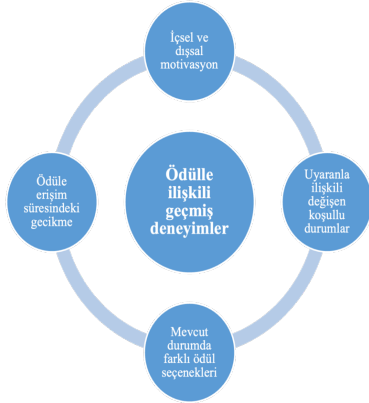 İçsel ve
dışsal
motivasyon
Ödüle
erişim
süresindeki
gecikme
Ödülle
ilişkili
geçmiş
deneyimler
Uyaranla
ilişkili
değişen
koşullu
durumlar
Mevcut
durumda
farklı ödül
seçenekleri